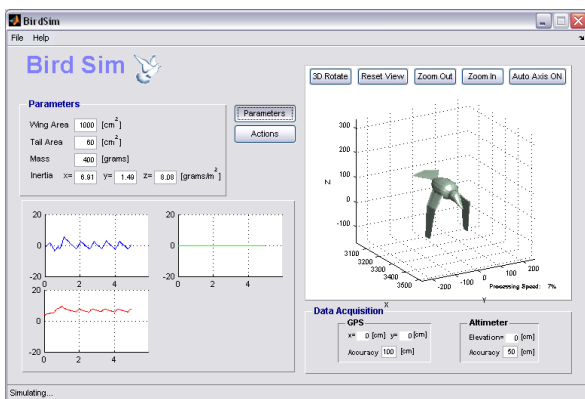 BirdSim
File Help
Bird Sim
Parameters
Wing Area 1000 [cm²]
Tail Area 60 [cm²]
Mass 400 [grams]
Inertia x= 6.91 y= 1.49 z= 8.08 [grams/m²]
Parameters
Actions
3D Rotate Reset View Zoom Out Zoom In Auto Axis ON
300
200
100
0
-100
Z
3100
3200
3300
3400
3500
X
-200 -100 0 100 200
Y
Processing Speed: 7%
20
0
-20
0 2 4
20
0
-20
0 2 4
20
0
-20
0 2 4
Data Acquisition
GPS
x= 0 [cm] y= 0 [cm]
Accuracy 100 [cm]
Altimeter
Elevation= 0 [cm]
Accuracy 50 [cm]
Simulating...